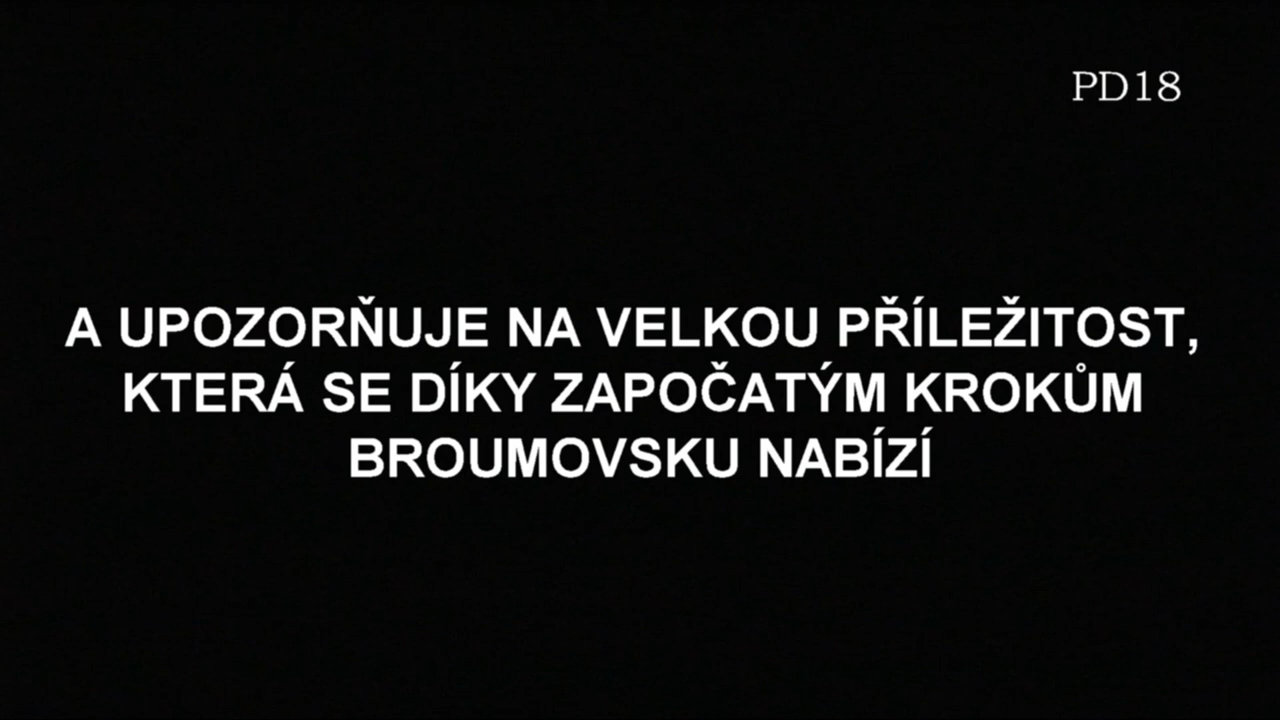 PD18
A UPOZORŇUJE NA VELKOU PŘÍLEŽITOST,
KTERÁ SE DÍKY ZAPOČATÝM KROKŮM
BROUMOVSKU NABÍZÍ